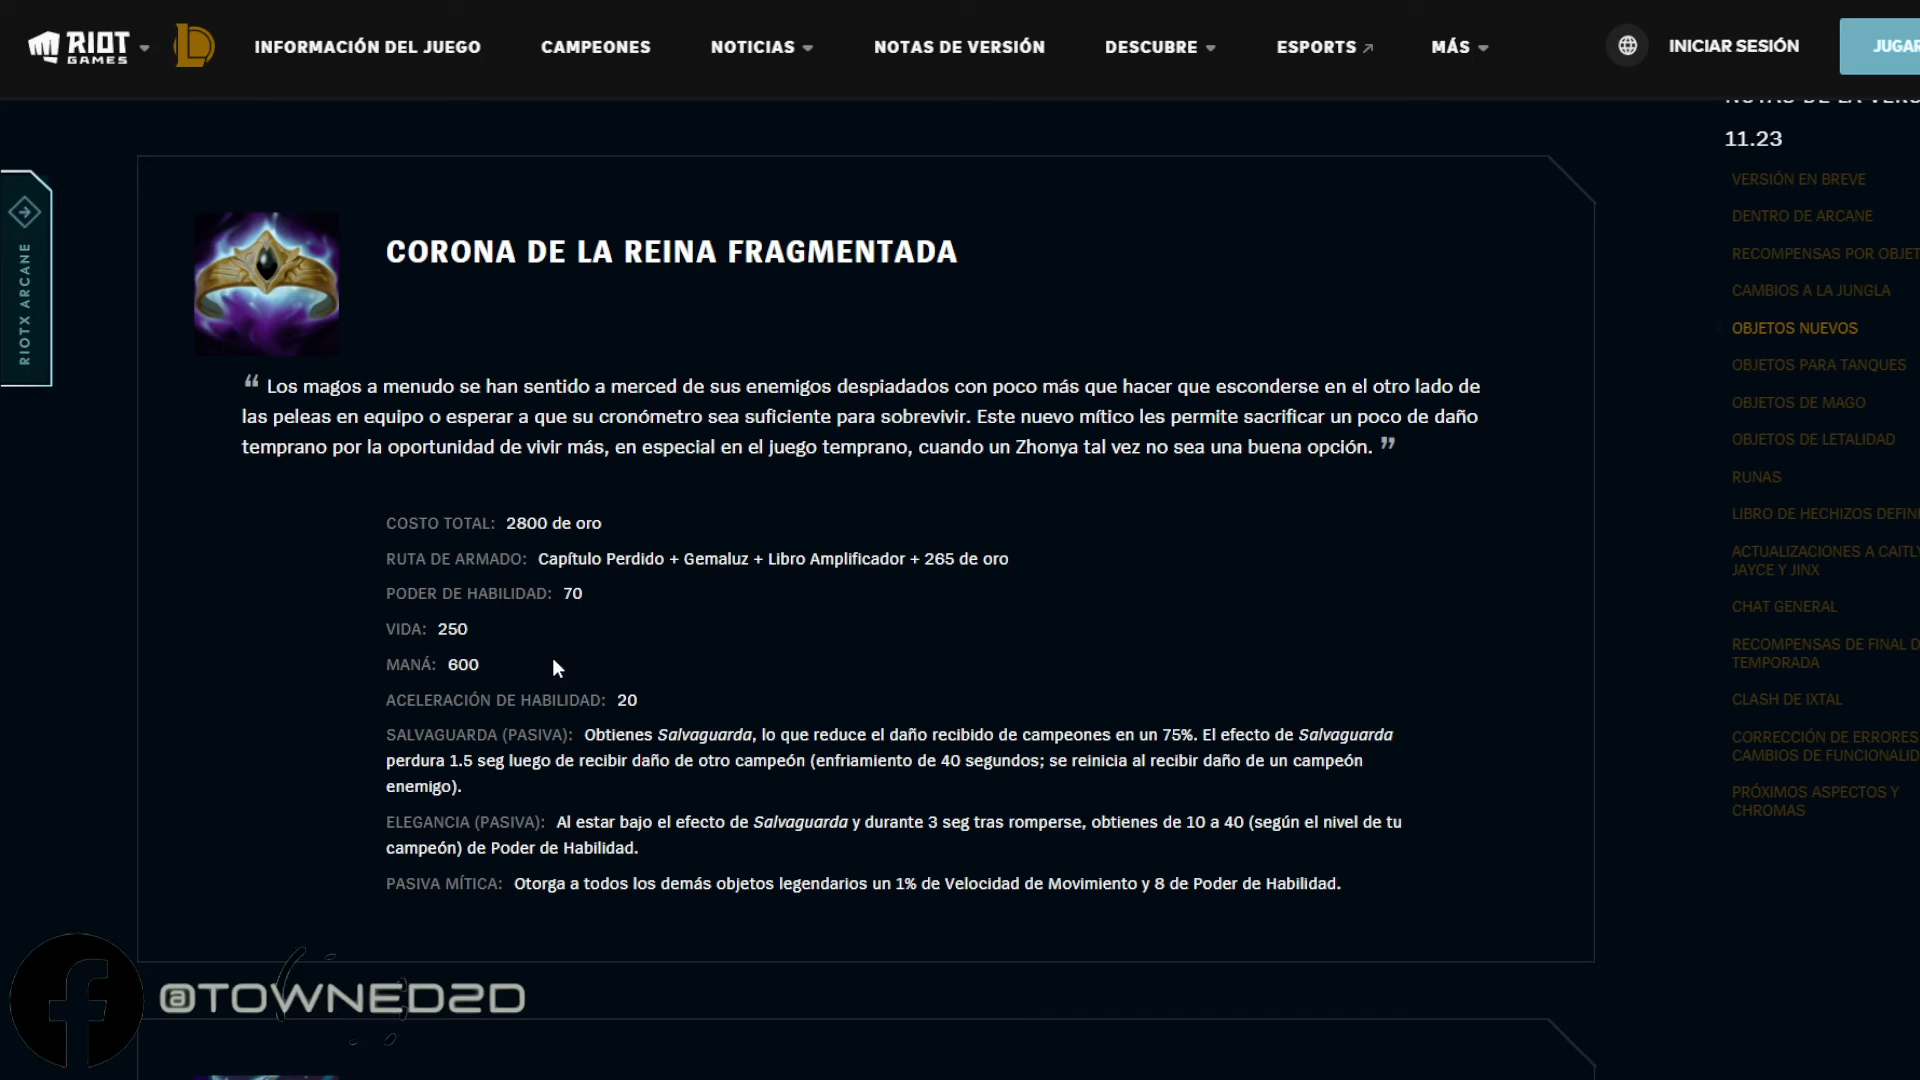 RIOT GAMES
INFORMACIÓN DEL JUEGO
CAMPEONES
NOTICIAS
NOTAS DE VERSIÓN
DESCUBRE
ESPORTS
MÁS
INICIAR SESIÓN
JUGAR
RIOTX ARCANE
CORONA DE LA REINA FRAGMENTADA
“ Los magos a menudo se han sentido a merced de sus enemigos despiadados con poco más que hacer que esconderse en el otro lado de
las peleas en equipo o esperar a que su cronómetro sea suficiente para sobrevivir. Este nuevo mítico les permite sacrificar un poco de daño
temprano por la oportunidad de vivir más, en especial en el juego temprano, cuando un Zhonya tal vez no sea una buena opción. ”
COSTO TOTAL: 2800 de oro
RUTA DE ARMADO: Capítulo Perdido + Gemaluz + Libro Amplificador + 265 de oro
PODER DE HABILIDAD: 70
VIDA: 250
MANÁ: 600
ACELERACIÓN DE HABILIDAD: 20
SALVAGUARDA (PASIVA): Obtienes Salvaguarda, lo que reduce el daño recibido de campeones en un 75%. El efecto de Salvaguarda
perdura 1.5 seg luego de recibir daño de otro campeón (enfriamiento de 40 segundos; se reinicia al recibir daño de un campeón
enemigo).
ELEGANCIA (PASIVA): Al estar bajo el efecto de Salvaguarda y durante 3 seg tras romperse, obtienes de 10 a 40 (según el nivel de tu
campeón) de Poder de Habilidad.
PASIVA MÍTICA: Otorga a todos los demás objetos legendarios un 1% de Velocidad de Movimiento y 8 de Poder de Habilidad.
NOTAS DE LA VERS
11.23
VERSIÓN EN BREVE
DENTRO DE ARCANE
RECOMPENSAS POR OBJET
CAMBIOS A LA JUNGLA
OBJETOS NUEVOS
OBJETOS PARA TANQUES
OBJETOS DE MAGO
OBJETOS DE LETALIDAD
RUNAS
LIBRO DE HECHIZOS DEFINI
ACTUALIZACIONES A CAITLY
JAYCE Y JINX
CHAT GENERAL
RECOMPENSAS DE FINAL D
TEMPORADA
CLASH DE IXTAL
CORRECCIÓN DE ERRORES
CAMBIOS DE FUNCIONALID
PRÓXIMOS ASPECTOS Y
CHROMAS
@TOWNED2D